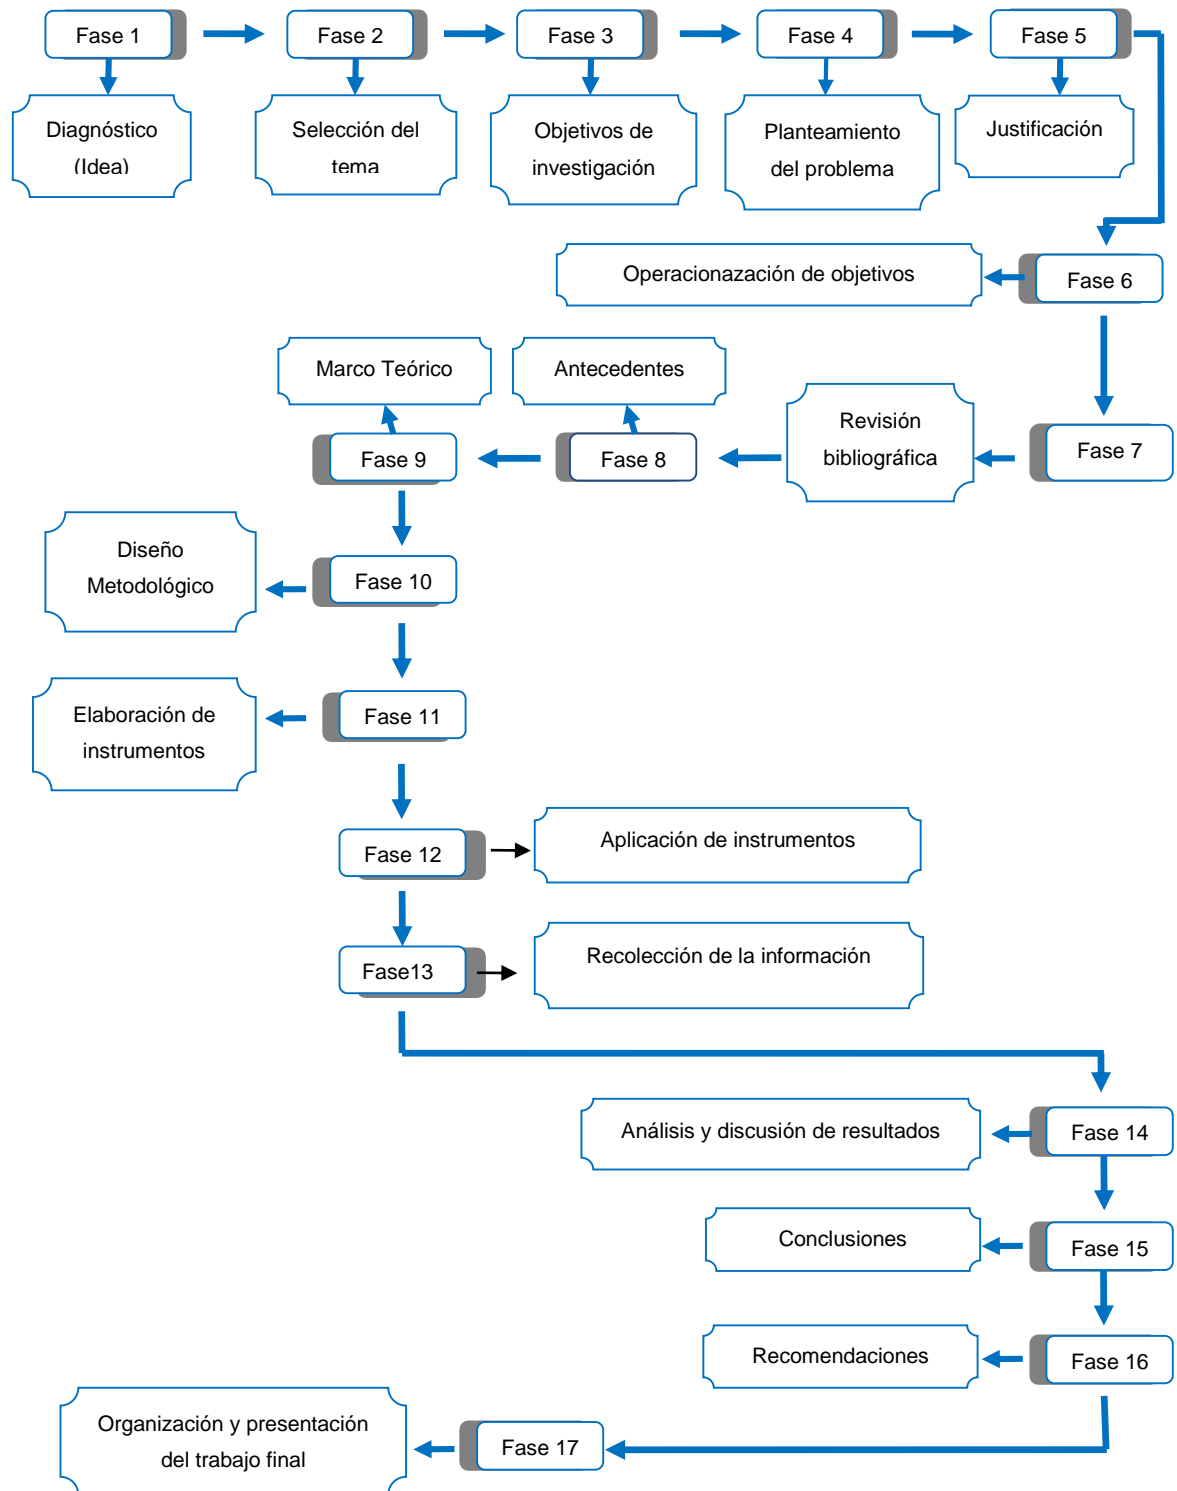 Fase 1
Fase 2
Fase 3
Fase 4
Fase 5
Diagnóstico
(Idea)
Selección del
tema
Objetivos de
investigación
Planteamiento
del problema
Justificación
Operacionazación de objetivos
Fase 6
Marco Teórico
Antecedentes
Revisión
bibliográfica
Fase 7
Fase 8
Fase 9
Diseño
Metodológico
Fase 10
Elaboración de
instrumentos
Fase 11
Fase 12
Aplicación de instrumentos
Fase13
Recolección de la información
Análisis y discusión de resultados
Fase 14
Conclusiones
Fase 15
Recomendaciones
Fase 16
Organización y presentación
del trabajo final
Fase 17